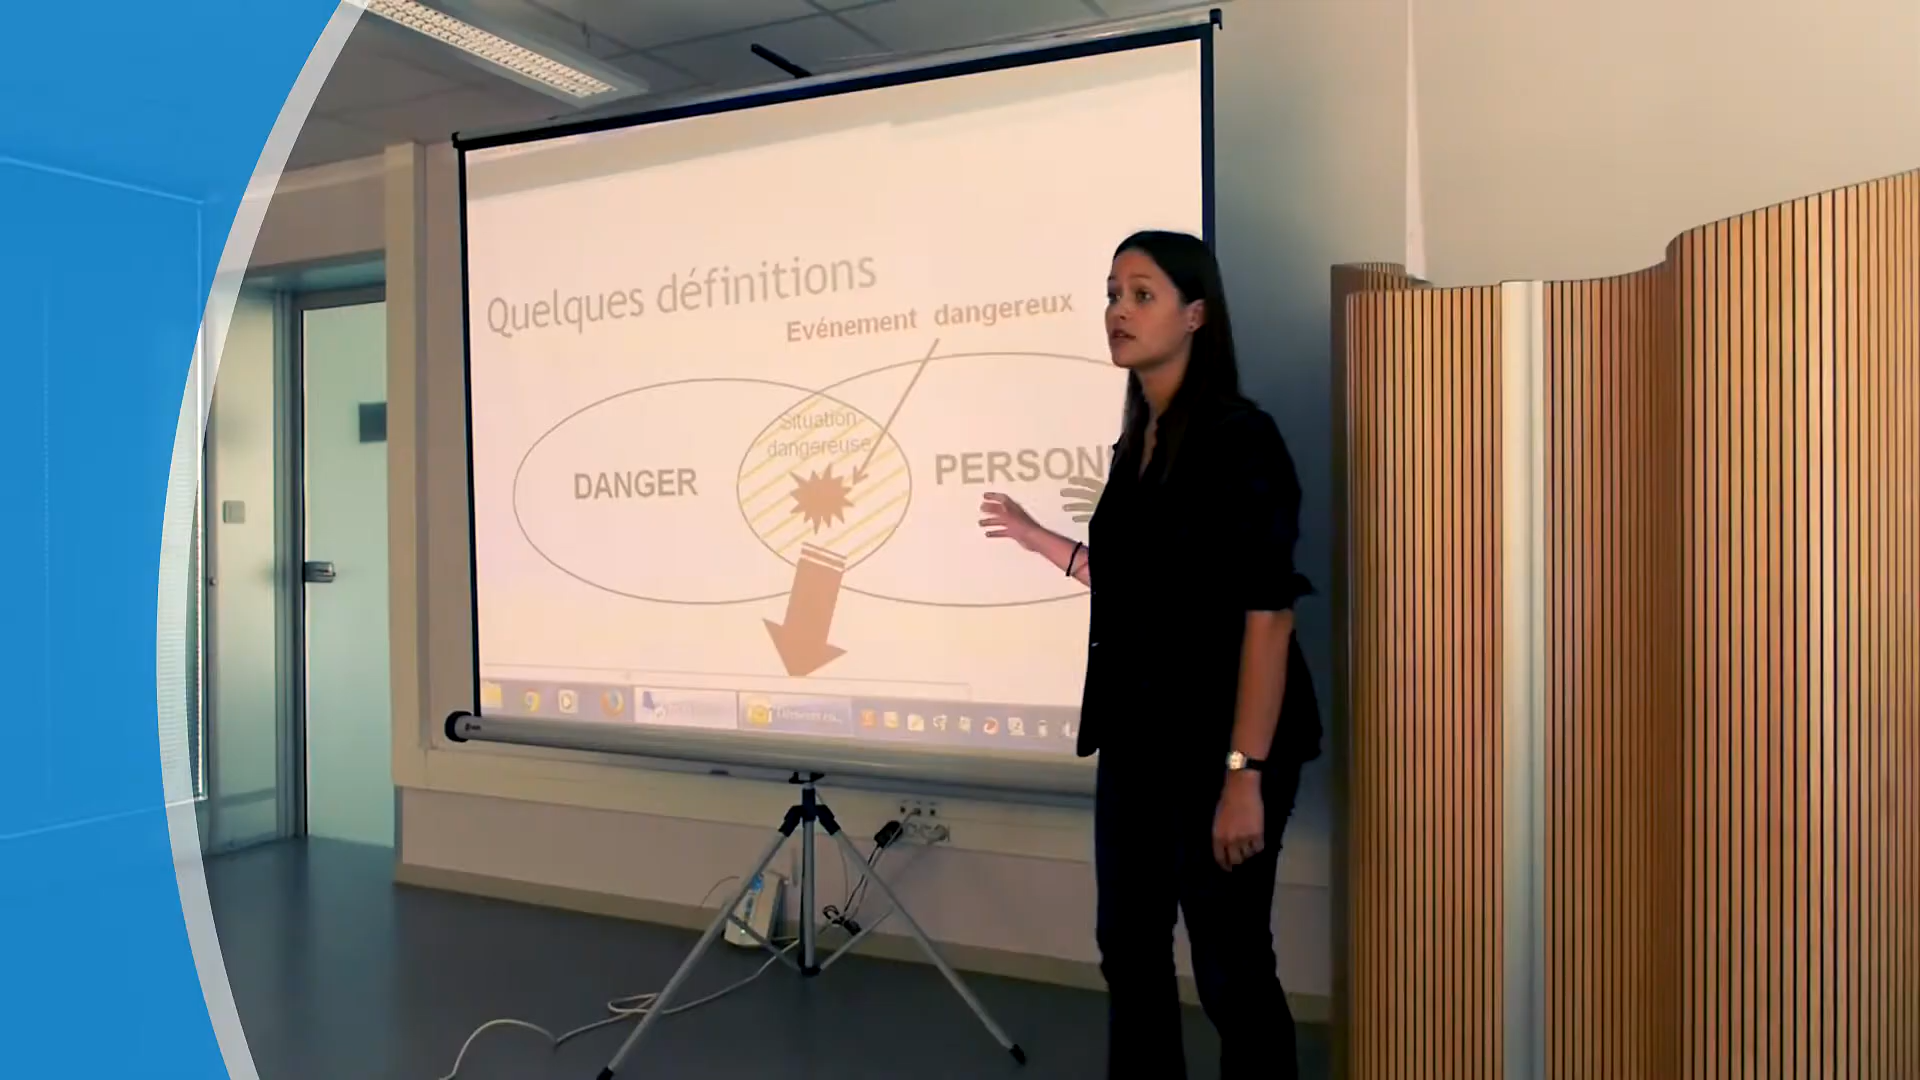 Quelques définitions
Evénement dangereux
Situation
dangereuse
DANGER
PERSON